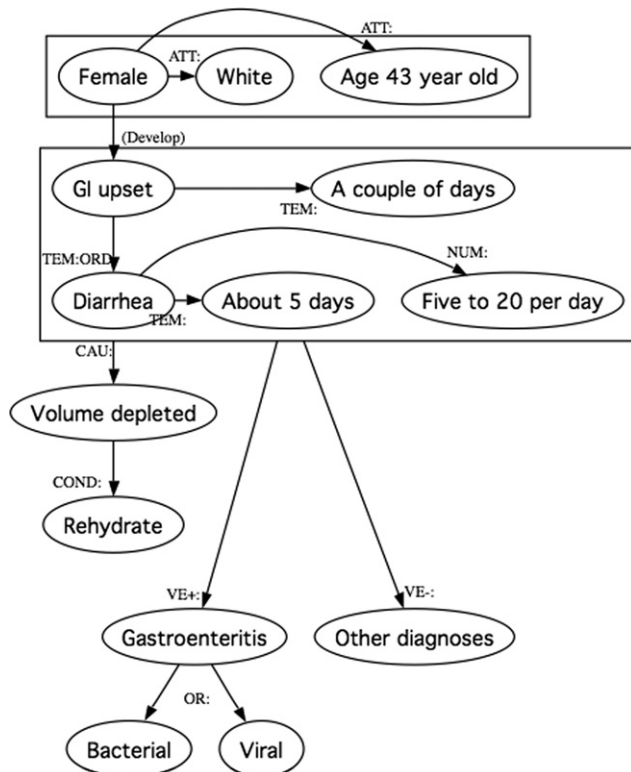 ATT:
ATT:
Female
White
Age 43 year old
(Develop)
GI upset
A couple of days
TEM:
TEM:ORD
NUM:
Diarrhea
About 5 days
Five to 20 per day
TEM:
CAU:
Volume depleted
COND:
Rehydrate
VE+:
VE-:
Gastroenteritis
Other diagnoses
OR:
Bacterial
Viral